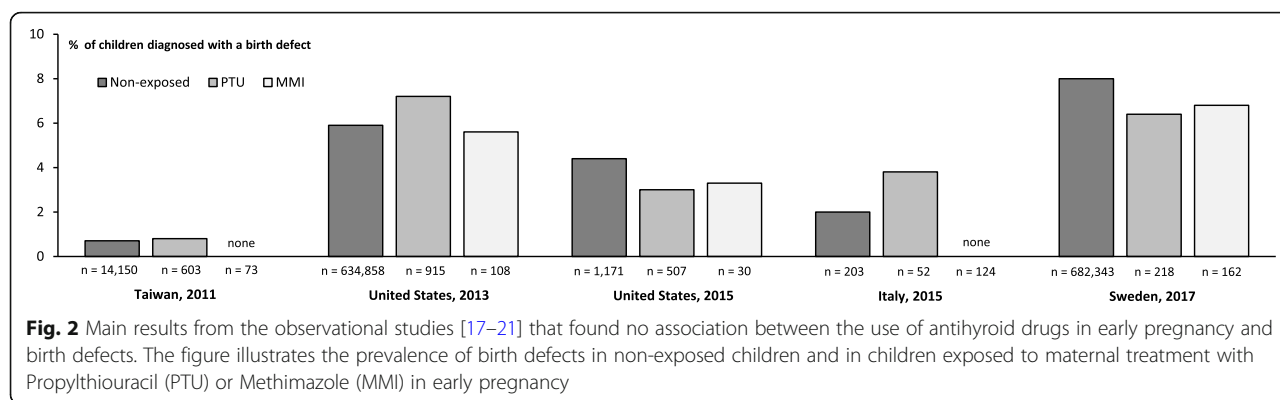 10
% of children diagnosed with a birth defect
8
Non-exposed PTU MMI
6
4
2
none none
0
n = 14,150 n = 603 n = 73 n = 634,858 n = 915 n = 108 n = 1,171 n = 507 n = 30 n = 203 n = 52 n = 124 n = 682,343 n = 218 n = 162
Taiwan, 2011 United States, 2013 United States, 2015 Italy, 2015 Sweden, 2017
Fig. 2 Main results from the observational studies [17–21] that found no association between the use of antihyroid drugs in early pregnancy and
birth defects. The figure illustrates the prevalence of birth defects in non-exposed children and in children exposed to maternal treatment with
Propylthiouracil (PTU) or Methimazole (MMI) in early pregnancy